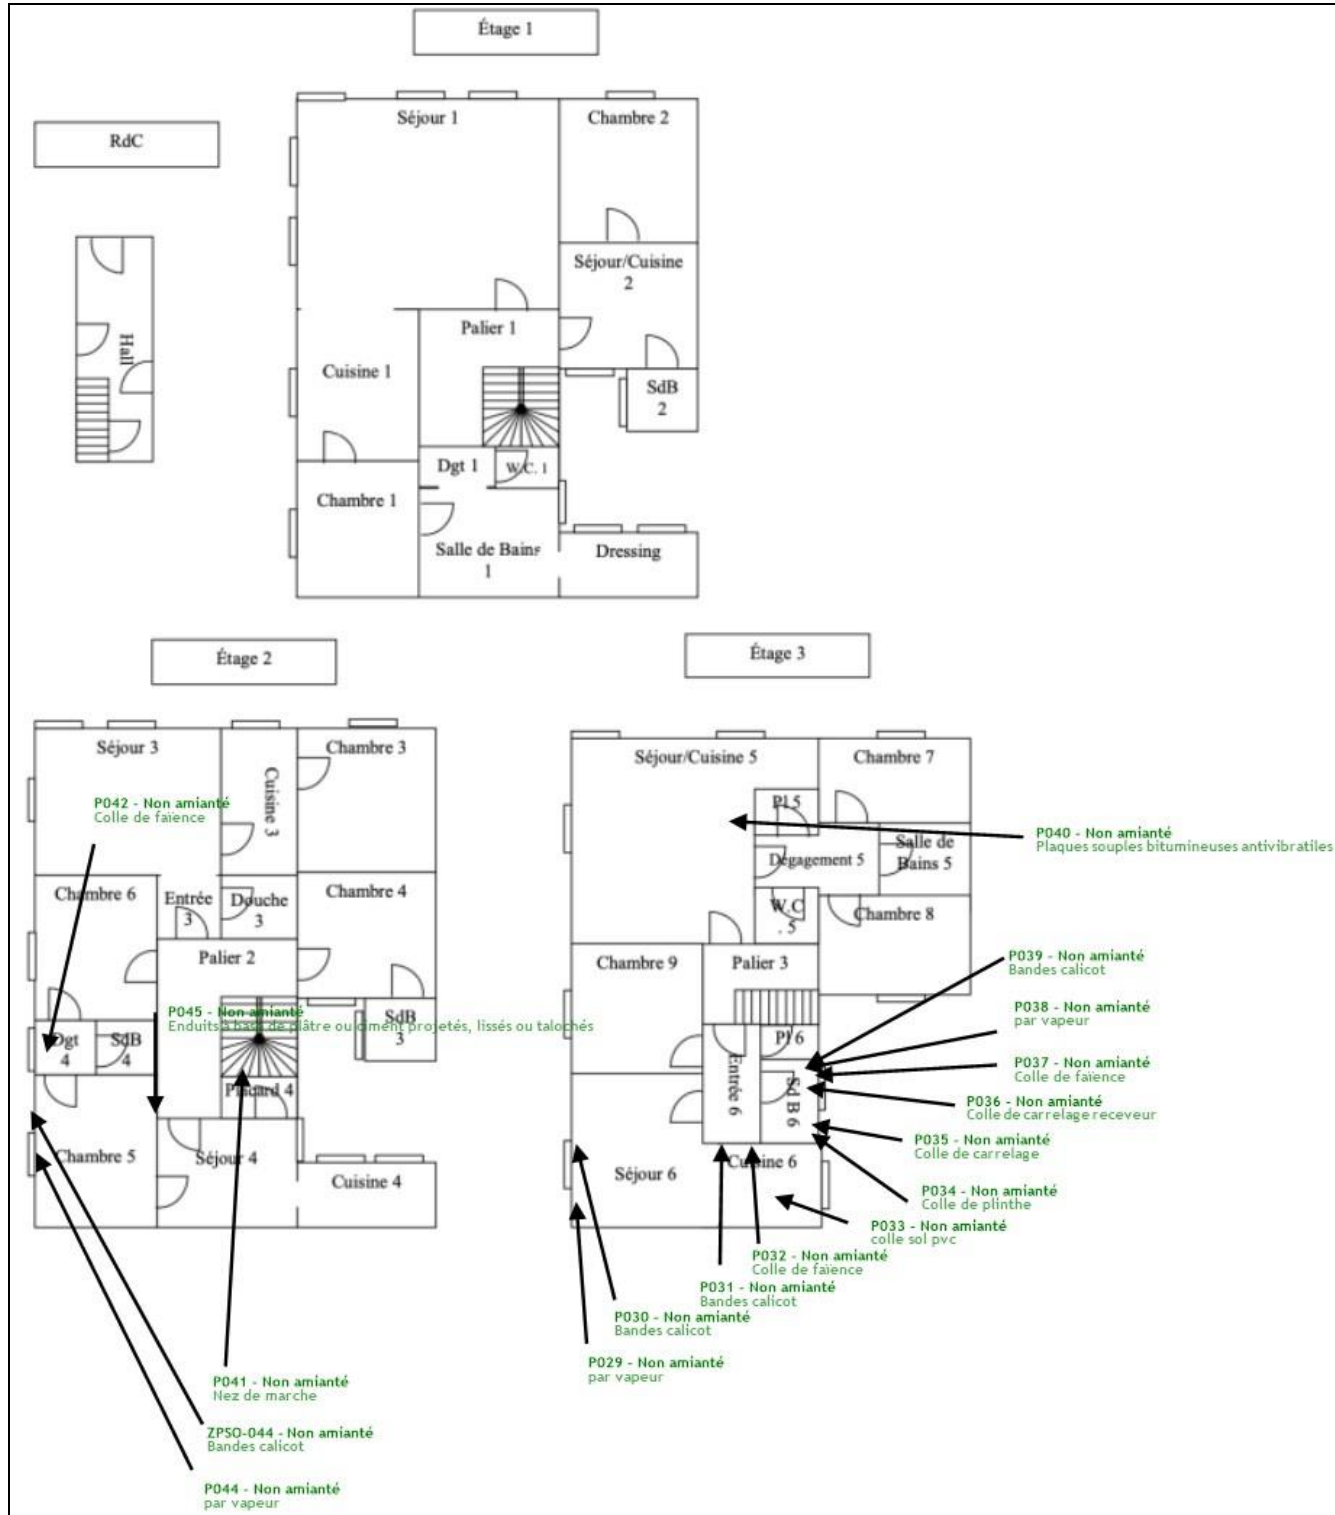 Étage 1
RdC
Séjour 1
Chambre 2
Hall
Séjour/Cuisine
2
Palier 1
Cuisine 1
SdB
2
Dgt 1
W.C. 1
Chambre 1
Salle de Bains
1
Dressing
Étage 2
Séjour 3
Cuisine 3
Chambre 3
P042 - Non amianté
Colle de faïence
Chambre 6
Entrée
3
Douche
3
Chambre 4
Palier 2
P045 - Non amianté
Enduits à base de plâtre ou ciment projetés, lissés ou talochés
SdB
3
Dgt
4
SdB
4
Placard 4
Chambre 5
Séjour 4
Cuisine 4
P041 - Non amianté
Nez de marche
ZPSO-044 - Non amianté
Bandes calicot
P044 - Non amianté
par vapeur
Étage 3
Séjour/Cuisine 5
Chambre 7
Pl 5
P040 - Non amianté
Plaques souples bitumineuses antivibratiles
Dégagement 5
Salle de
Bains 5
W.C
. 5
Chambre 8
Chambre 9
Palier 3
P039 - Non amianté
Bandes calicot
P038 - Non amianté
par vapeur
Pl 6
Entrée 6
SdB 6
P037 - Non amianté
Colle de faïence
P036 - Non amianté
Colle de carrelage receveur
P035 - Non amianté
Colle de carrelage
Séjour 6
Cuisine 6
P034 - Non amianté
Colle de plinthe
P033 - Non amianté
colle sol pvc
P032 - Non amianté
Colle de faïence
P031 - Non amianté
Bandes calicot
P030 - Non amianté
Bandes calicot
P029 - Non amianté
par vapeur